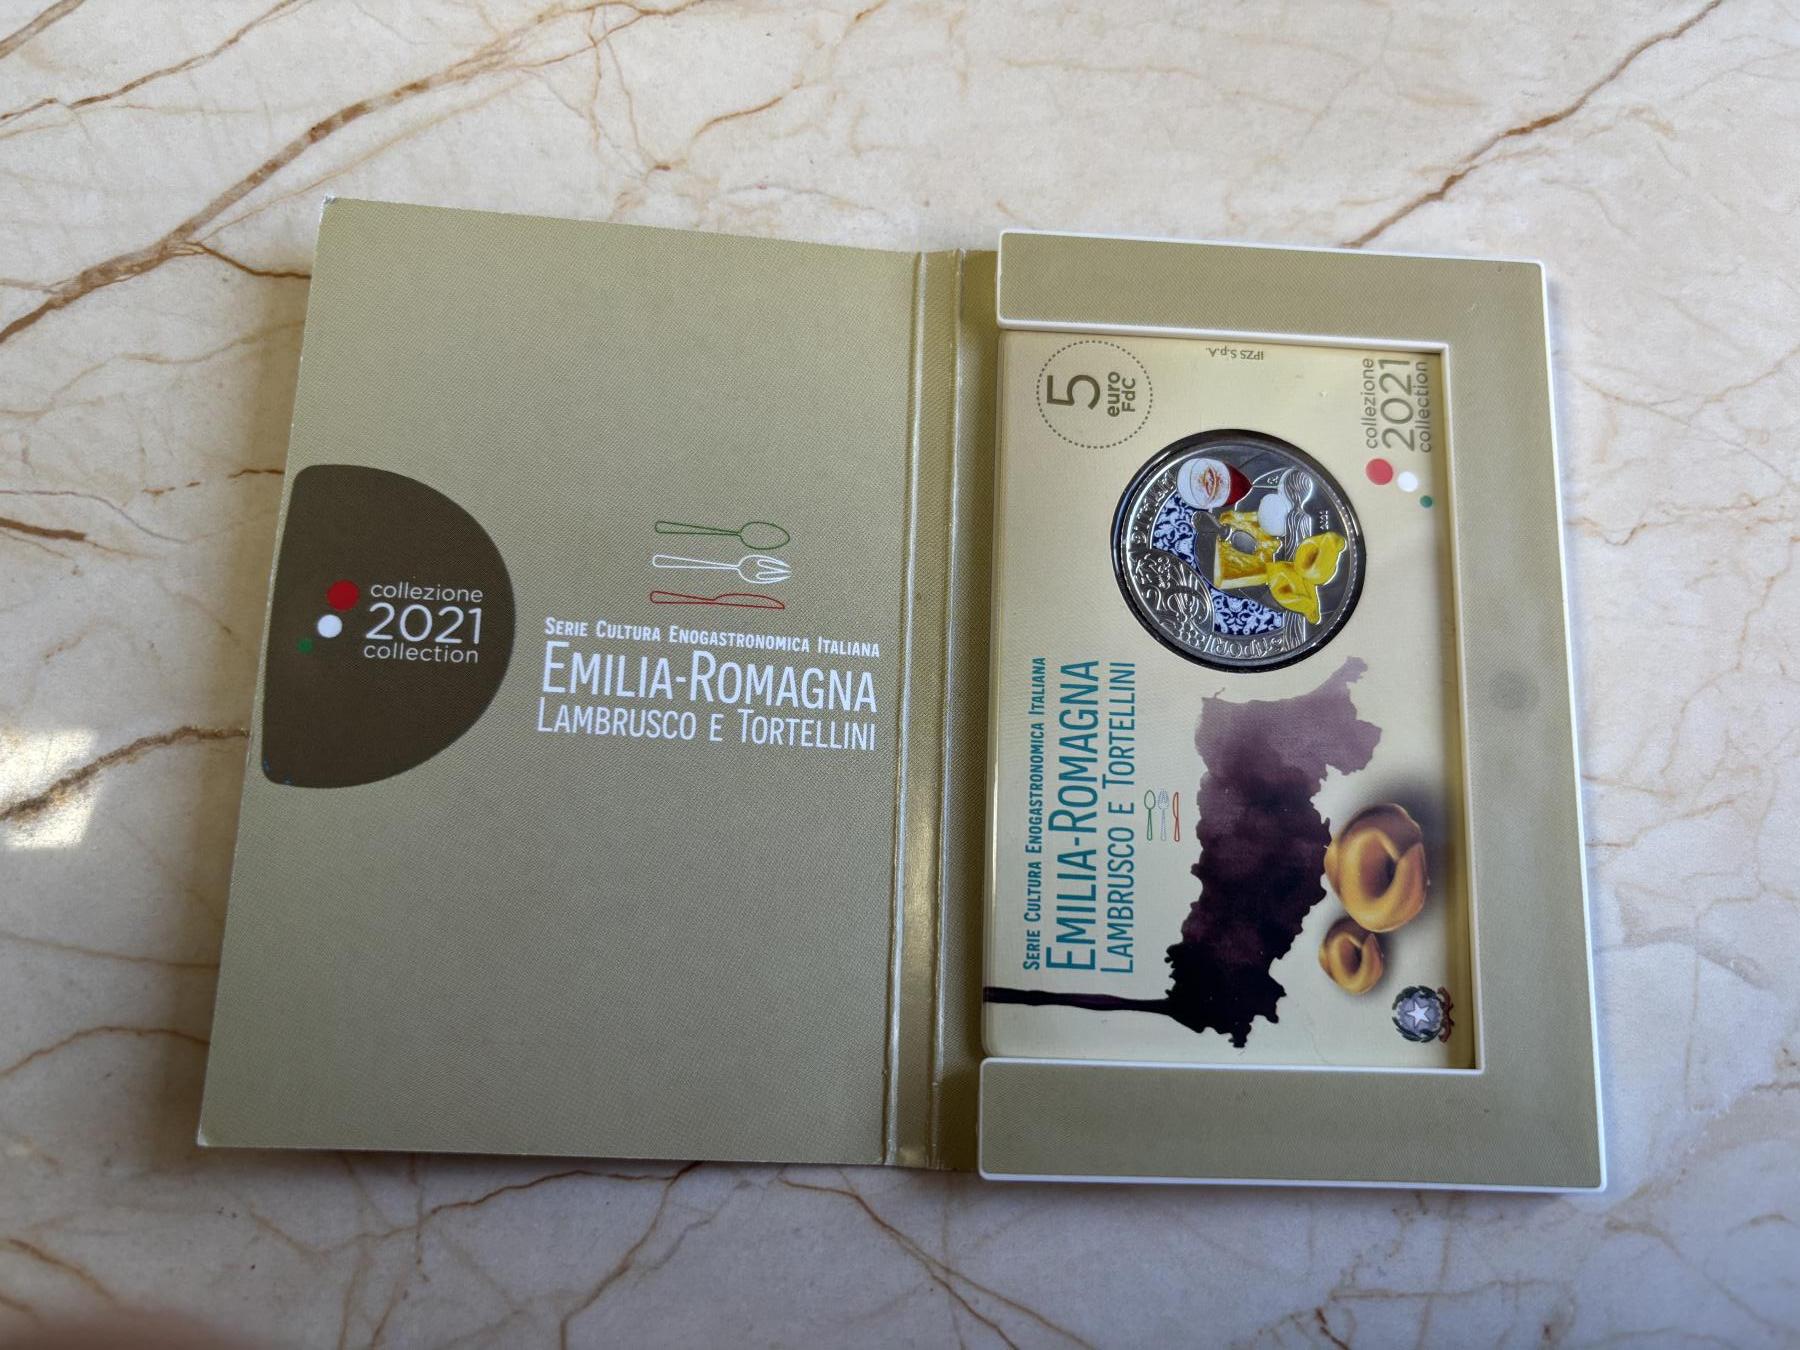 collezione
2021
collection
Serie Cultura Enogastronomica Italiana
Emilia-Romagna
Lambrusco e Tortellini
5
euro
FdC
IPZS S.p.A.
collezione
2021
collection
2021
Serie Cultura Enogastronomica Italiana
Emilia-Romagna
Lambrusco e Tortellini